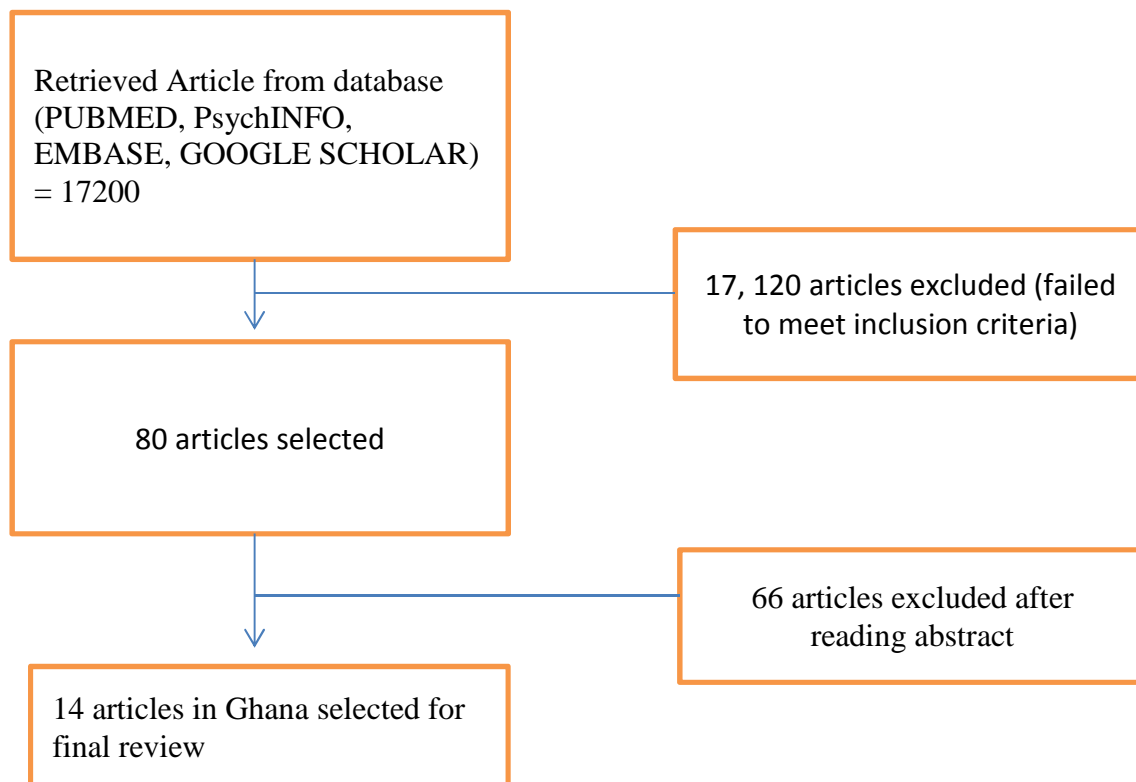 Retrieved Article from database
(PUBMED, PsychINFO,
EMBASE, GOOGLE SCHOLAR)
= 17200
17, 120 articles excluded (failed
to meet inclusion criteria)
80 articles selected
66 articles excluded after
reading abstract
14 articles in Ghana selected for
final review